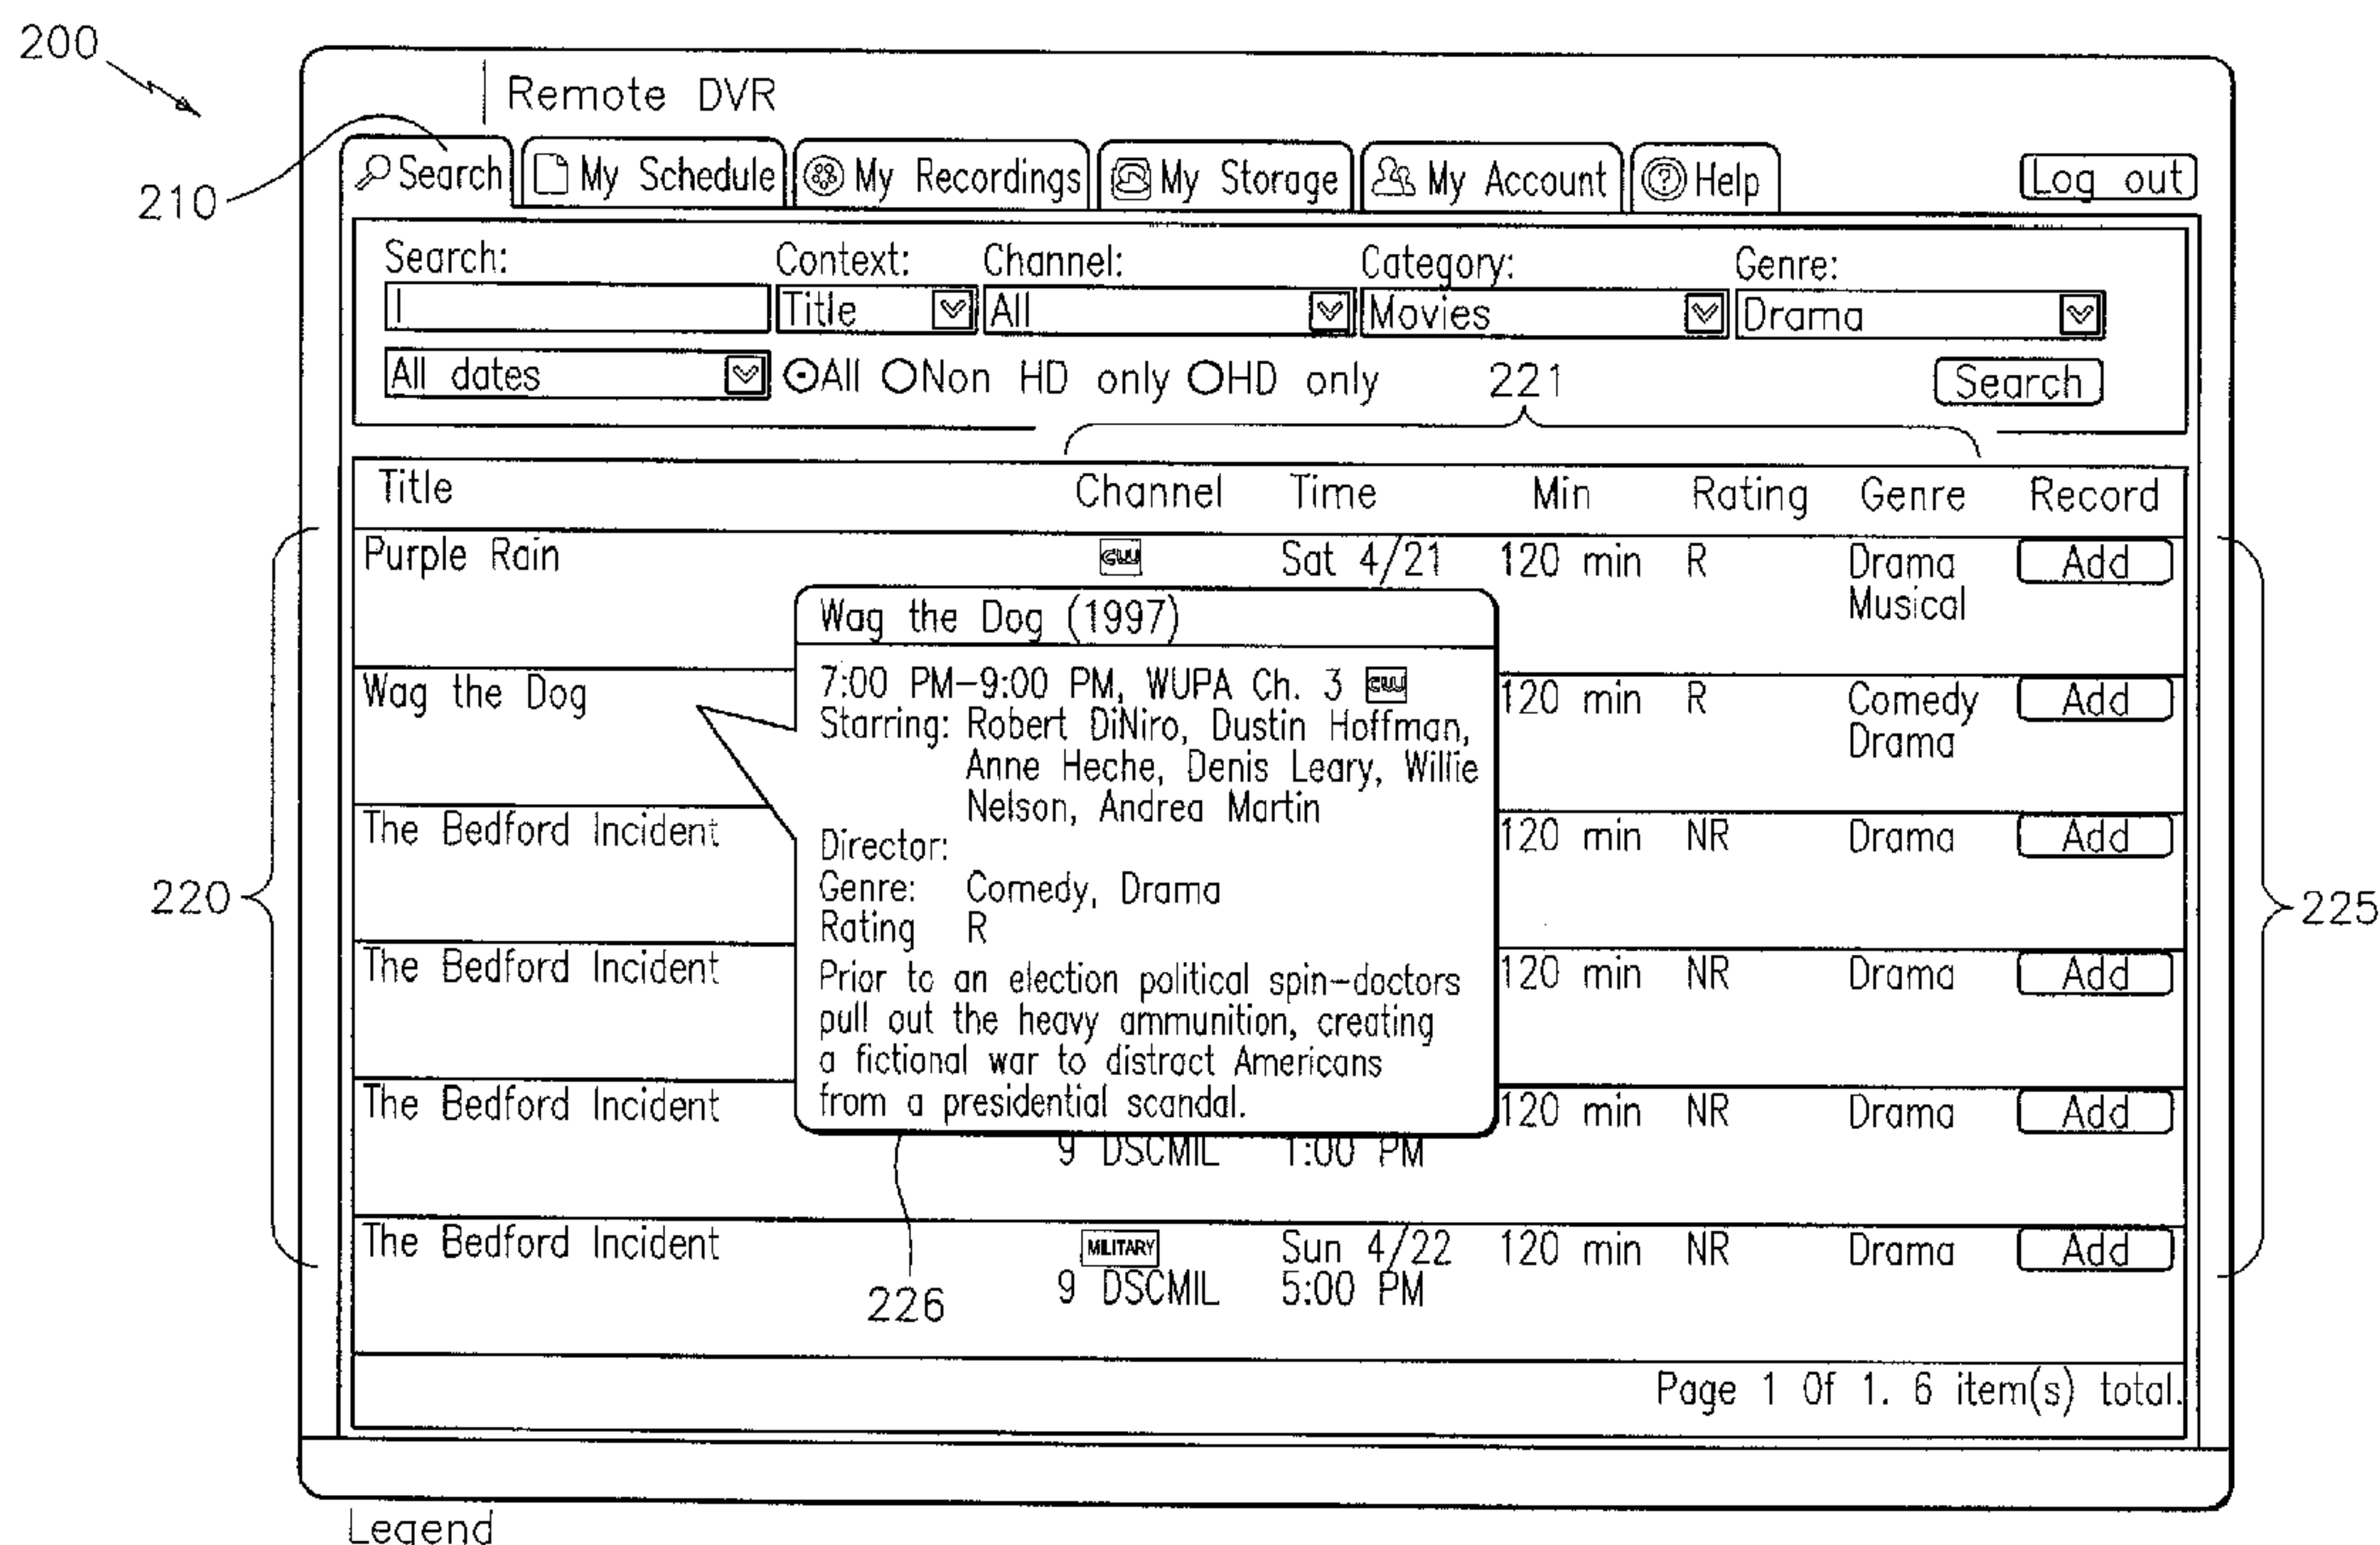 200
Remote DVR
210
Search My Schedule My Recordings My Storage My Account Help Log out
Search: Context: Channel: Category: Genre:
Title All Movies Drama
All dates All Non HD only HD only Search
221
Title Channel Time Min Rating Genre Record
Purple Rain CW Sat 4/21 120 min R Drama Add
Musical
Wag the Dog 120 min R Comedy Add
Drama
Wag the Dog (1997)
7:00 PM–9:00 PM, WUPA Ch. 3 CW
Starring: Robert DiNiro, Dustin Hoffman,
Anne Heche, Denis Leary, Willie
Nelson, Andrea Martin
Director:
Genre: Comedy, Drama
Rating R
Prior to an election political spin–doctors
pull out the heavy ammunition, creating
a fictional war to distract Americans
from a presidential scandal.
The Bedford Incident 120 min NR Drama Add
220
225
The Bedford Incident 120 min NR Drama Add
The Bedford Incident 120 min NR Drama Add
9 DSCMIL 1:00 PM
The Bedford Incident MILITARY Sun 4/22 120 min NR Drama Add
9 DSCMIL 5:00 PM
226
Page 1 Of 1. 6 item(s) total.
Legend